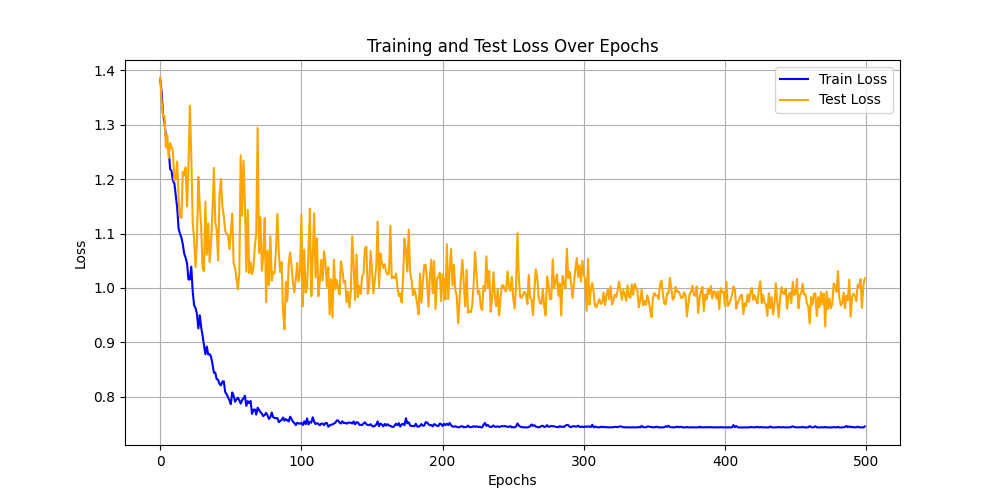 Training and Test Loss Over Epochs
Train Loss
Test Loss
Loss
1.4
1.3
1.2
1.1
1.0
0.9
0.8
0 100 200 300 400 500
Epochs